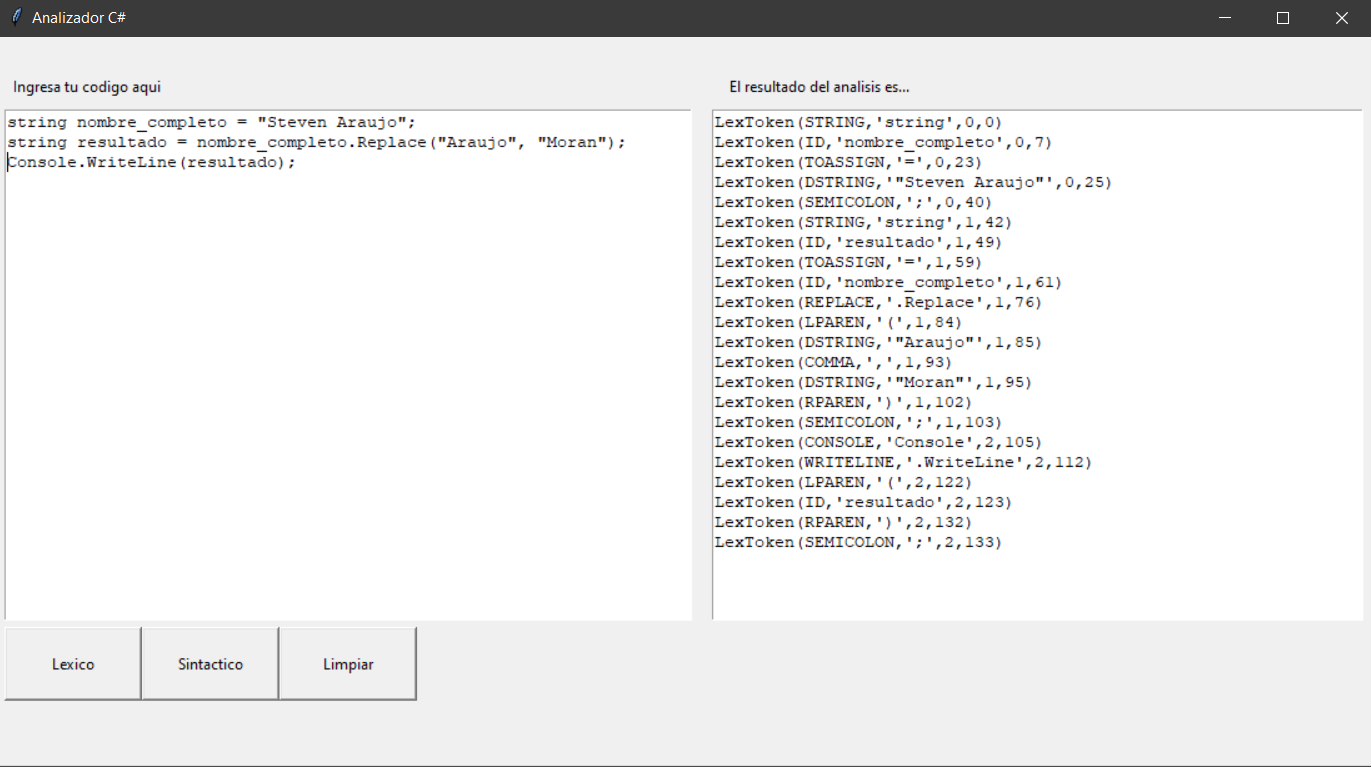 Analizador C#
Ingresa tu codigo aqui
string nombre_completo = "Steven Araujo";
string resultado = nombre_completo.Replace("Araujo", "Moran");
Console.WriteLine(resultado);
El resultado del analisis es...
LexToken(STRING,'string',0,0)
LexToken(ID,'nombre_completo',0,7)
LexToken(TOASSIGN,'=',0,23)
LexToken(DSTRING,'"Steven Araujo"',0,25)
LexToken(SEMICOLON,';',0,40)
LexToken(STRING,'string',1,42)
LexToken(ID,'resultado',1,49)
LexToken(TOASSIGN,'=',1,59)
LexToken(ID,'nombre_completo',1,61)
LexToken(REPLACE,'.Replace',1,76)
LexToken(LPAREN,'(',1,84)
LexToken(DSTRING,'"Araujo"',1,85)
LexToken(COMMA,',',1,93)
LexToken(DSTRING,'"Moran"',1,95)
LexToken(RPAREN,')',1,102)
LexToken(SEMICOLON,';',1,103)
LexToken(CONSOLE,'Console',2,105)
LexToken(WRITELINE,'.WriteLine',2,112)
LexToken(LPAREN,'(',2,122)
LexToken(ID,'resultado',2,123)
LexToken(RPAREN,')',2,132)
LexToken(SEMICOLON,';',2,133)
Lexico
Sintactico
Limpiar